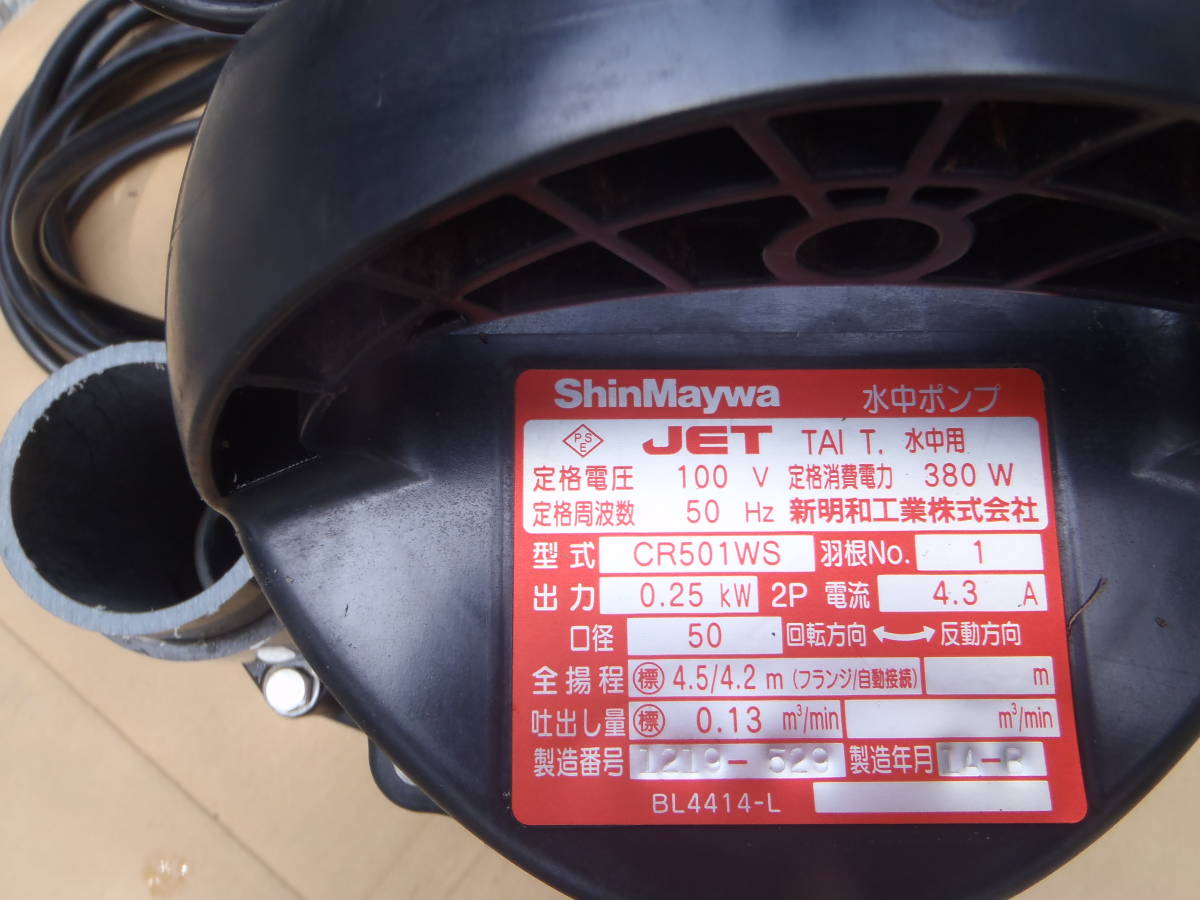 ShinMaywa 水中ポンプ
PSE JET TAI T. 水中用
定格電圧 100 V 定格消費電力 380 W
定格周波数 50 Hz 新明和工業株式会社
型式 CR501WS 羽根No. 1
出力 0.25 kW 2P 電流 4.3 A
口径 50 回転方向 反動方向
全揚程 標 4.5/4.2 m (フランジ/自動接続) m
吐出し量 標 0.13 m³/min m³/min
製造番号 1219-529 製造年月
BL4414-L